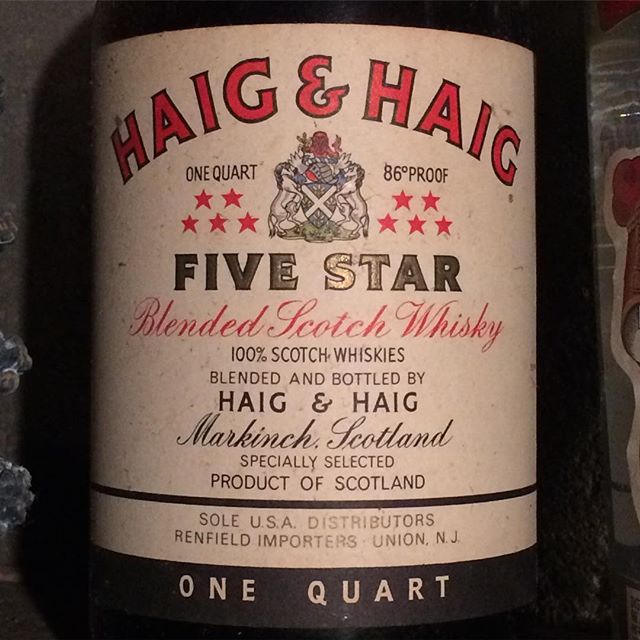 HAIG & HAIG
ONE QUART 86º PROOF
FIVE STAR
Blended Scotch Whisky
100% SCOTCH WHISKIES
BLENDED AND BOTTLED BY
HAIG & HAIG
Markinch, Scotland
SPECIALLY SELECTED
PRODUCT OF SCOTLAND
SOLE U.S.A. DISTRIBUTORS
RENFIELD IMPORTERS · UNION, N.J.
ONE QUART